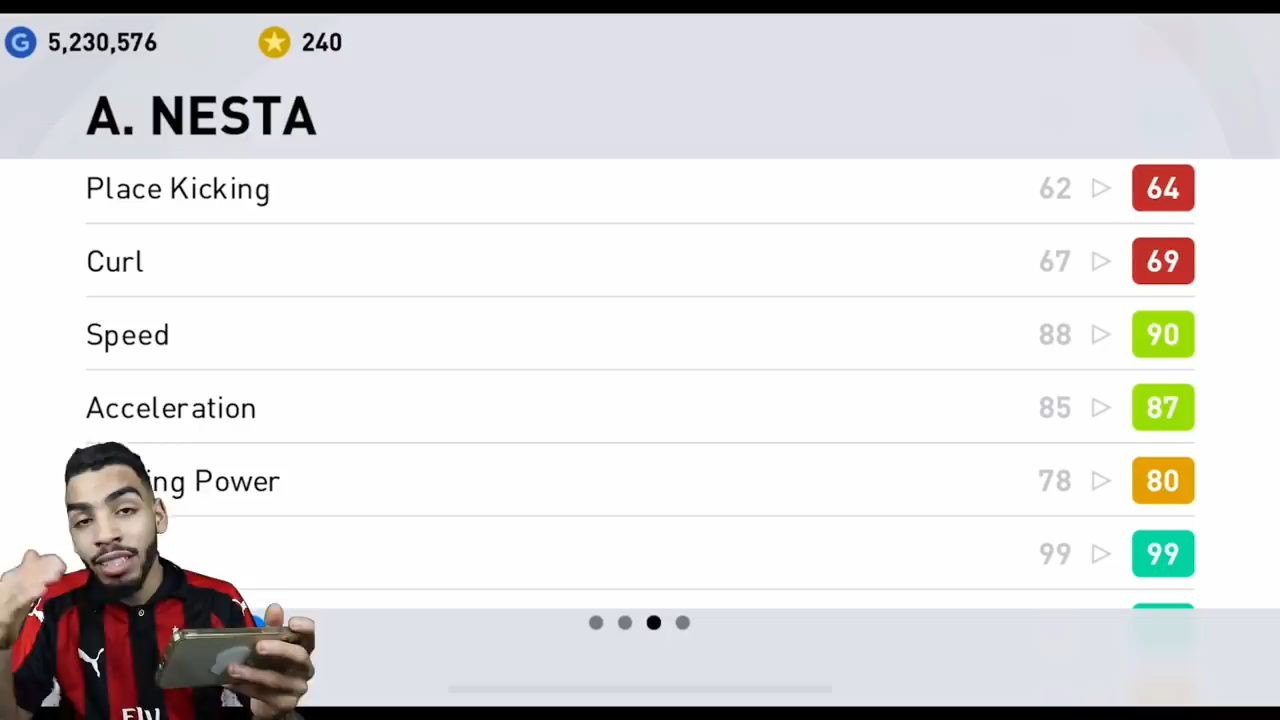 G 5,230,576 240
A. NESTA
Place Kicking 62 64
Curl 67 69
Speed 88 90
Acceleration 85 87
ing Power 78 80
99 99
Fly